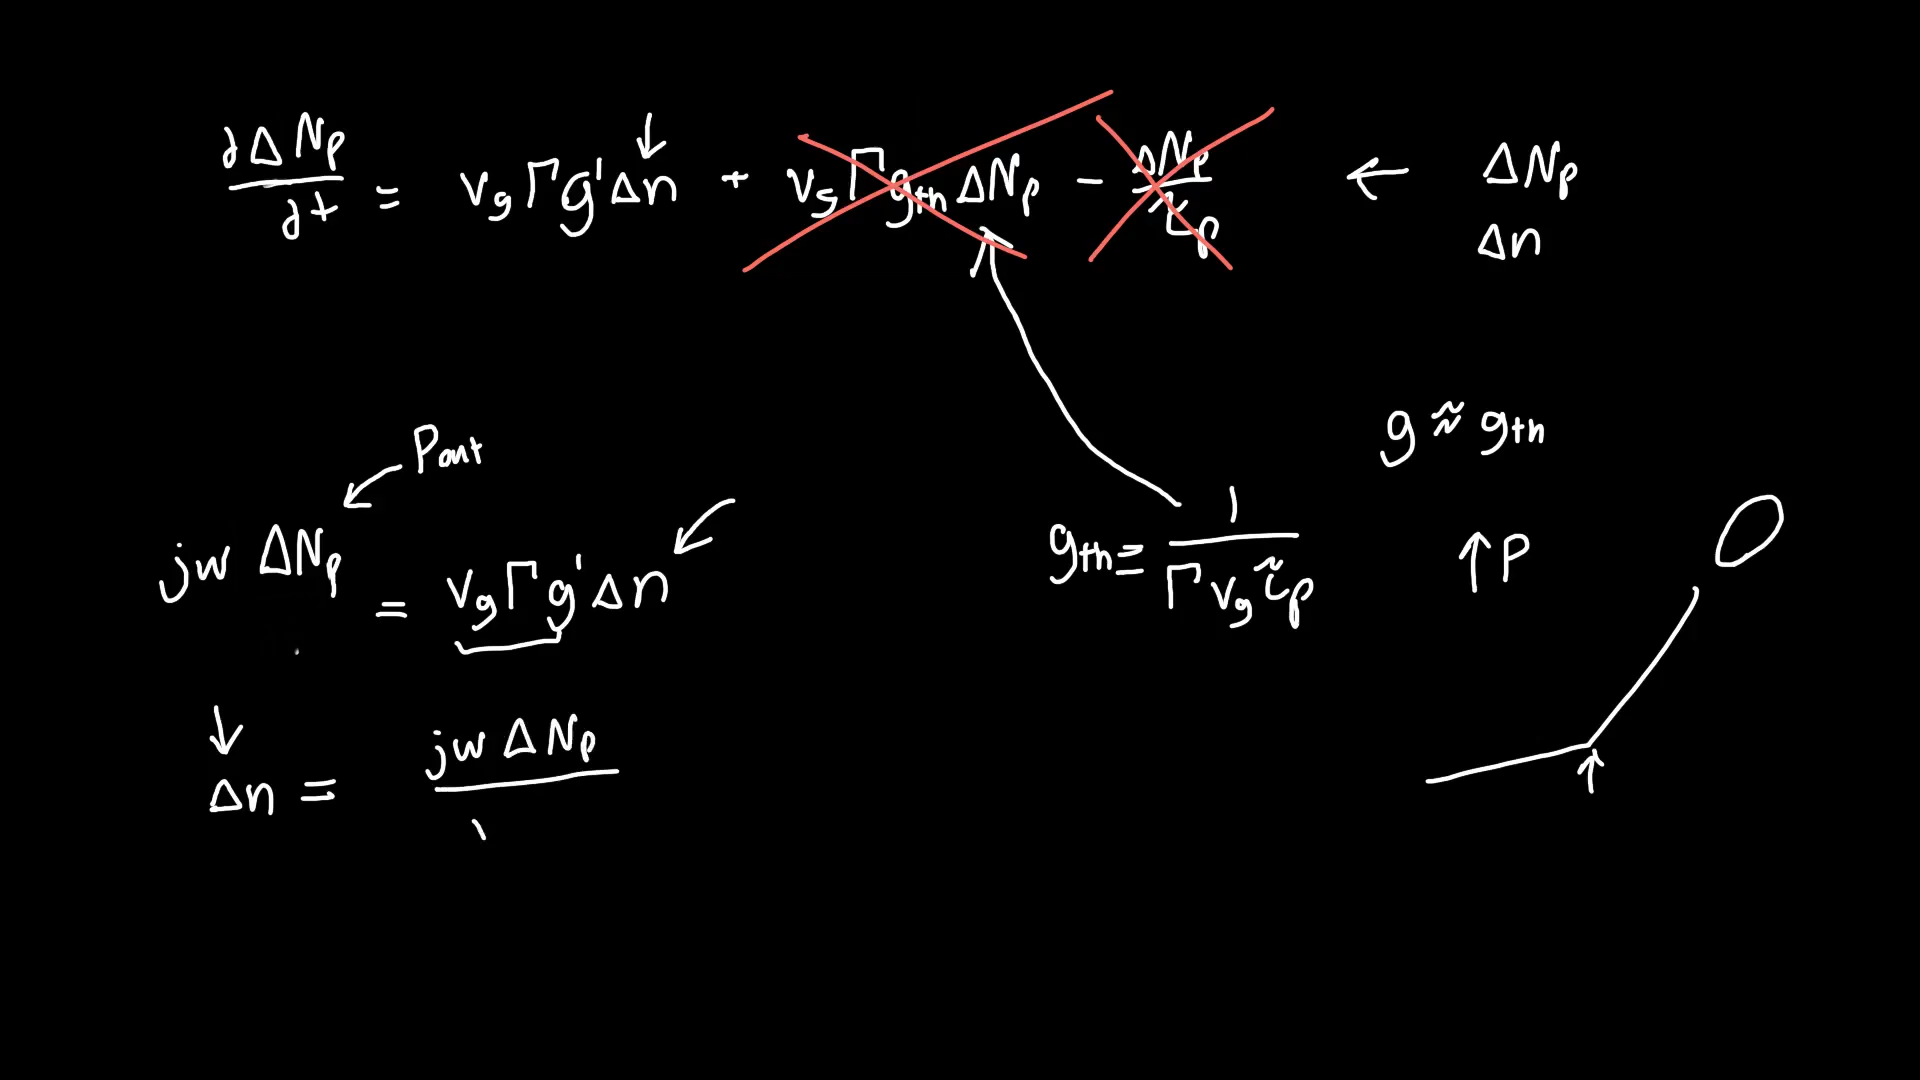 ∂ΔNp/∂t = vgΓg'Δn + vgΓgthΔNp − ΔNp/τp ← ΔNp
Δn
g ≈ gth
Pout
jw ΔNp = vgΓg'Δn
gth = 1/Γvgτp
↑P
Δn = jw ΔNp